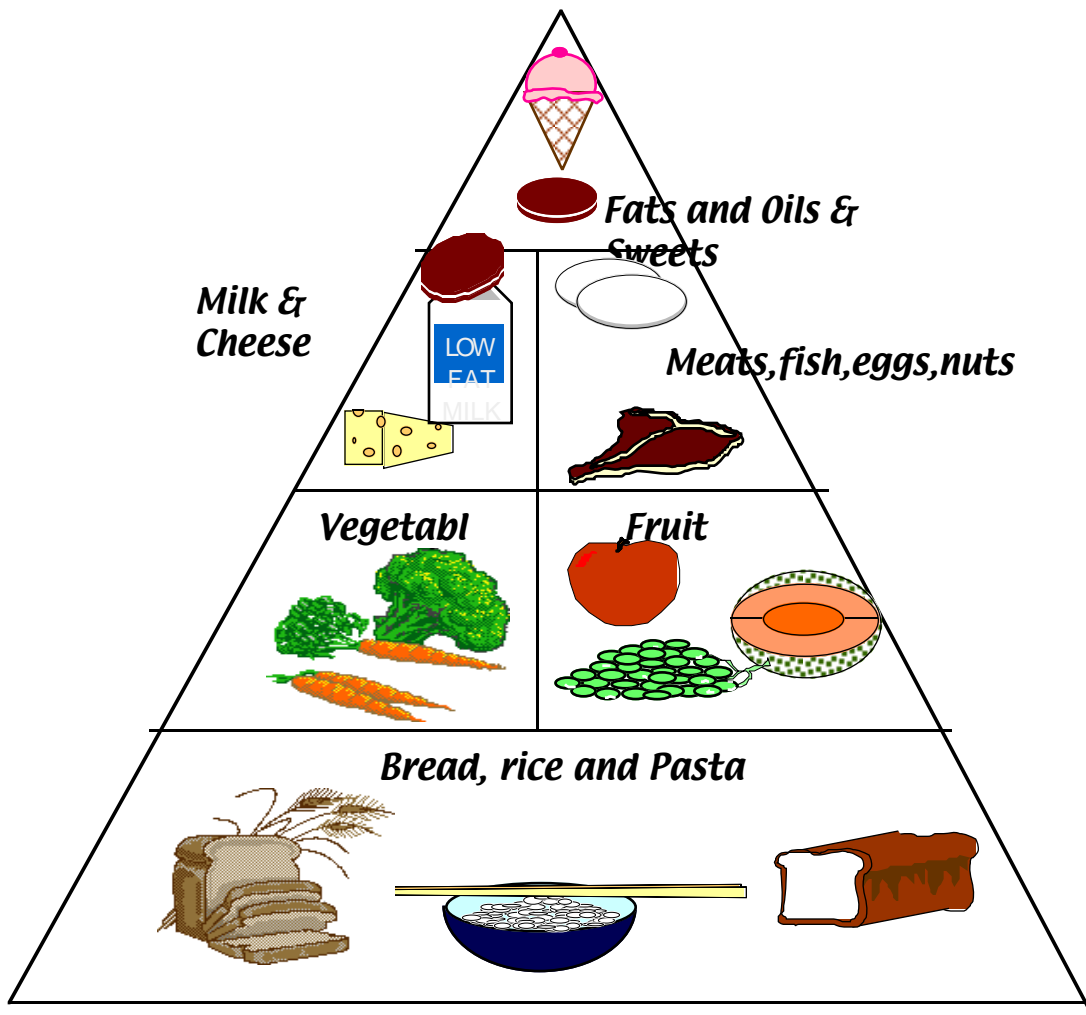 Fats and Oils &
Sweets
Milk &
Cheese
LOW
FAT
MILK
Meats,fish,eggs,nuts
Vegetabl
Fruit
Bread, rice and Pasta